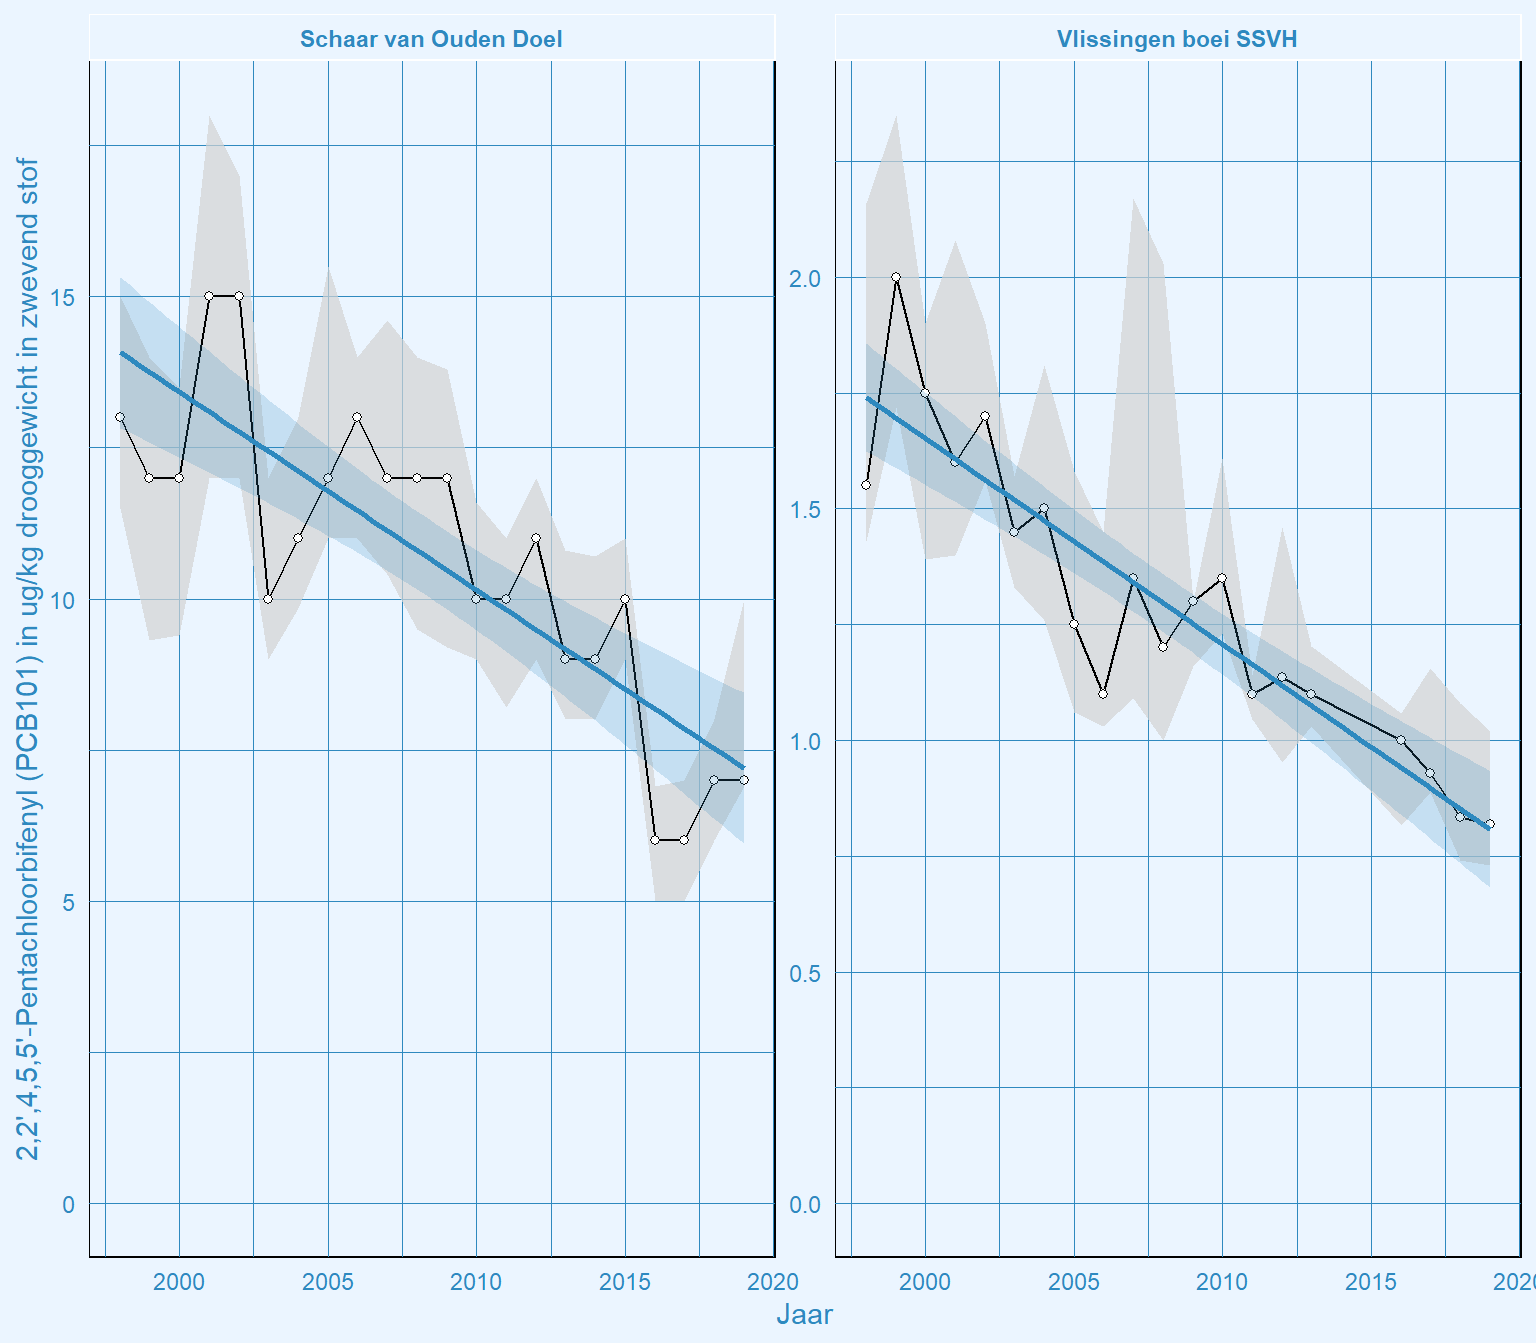 Schaar van Ouden Doel
Vlissingen boei SSVH
2,2',4,5,5'-Pentachloorbifenyl (PCB101) in ug/kg drooggewicht in zwevend stof
15
10
5
0
2.0
1.5
1.0
0.5
0.0
2000 2005 2010 2015 2020
2000 2005 2010 2015 2020
Jaar